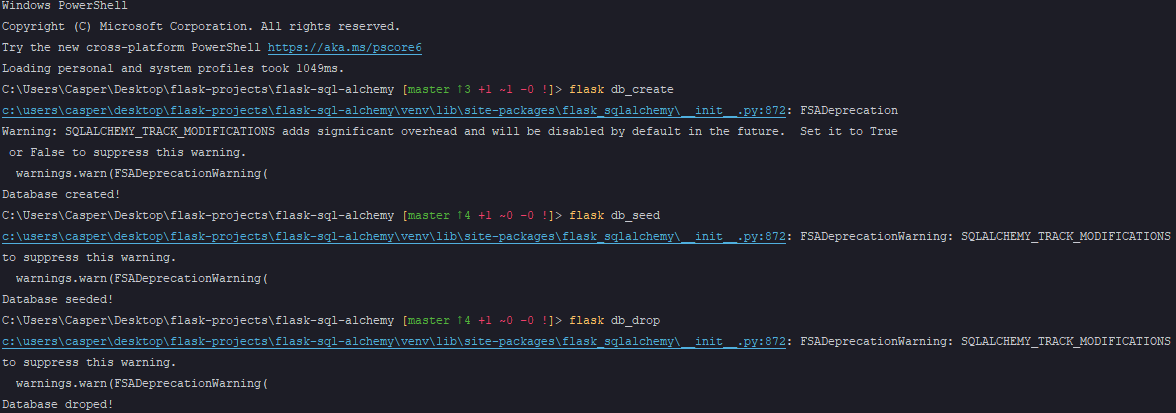 Windows PowerShell
Copyright (C) Microsoft Corporation. All rights reserved.
Try the new cross-platform PowerShell https://aka.ms/pscore6
Loading personal and system profiles took 1049ms.
C:\Users\Casper\Desktop\flask-projects\flask-sql-alchemy [master ↑3 +1 ~1 -0 !]> flask db_create
c:\users\casper\desktop\flask-projects\flask-sql-alchemy\venv\lib\site-packages\flask_sqlalchemy\__init__.py:872: FSADeprecation
Warning: SQLALCHEMY_TRACK_MODIFICATIONS adds significant overhead and will be disabled by default in the future.  Set it to True
 or False to suppress this warning.
  warnings.warn(FSADeprecationWarning(
Database created!
C:\Users\Casper\Desktop\flask-projects\flask-sql-alchemy [master ↑4 +1 ~0 -0 !]> flask db_seed
c:\users\casper\desktop\flask-projects\flask-sql-alchemy\venv\lib\site-packages\flask_sqlalchemy\__init__.py:872: FSADeprecationWarning: SQLALCHEMY_TRACK_MODIFICATIONS
to suppress this warning.
  warnings.warn(FSADeprecationWarning(
Database seeded!
C:\Users\Casper\Desktop\flask-projects\flask-sql-alchemy [master ↑4 +1 ~0 -0 !]> flask db_drop
c:\users\casper\desktop\flask-projects\flask-sql-alchemy\venv\lib\site-packages\flask_sqlalchemy\__init__.py:872: FSADeprecationWarning: SQLALCHEMY_TRACK_MODIFICATIONS
to suppress this warning.
  warnings.warn(FSADeprecationWarning(
Database droped!